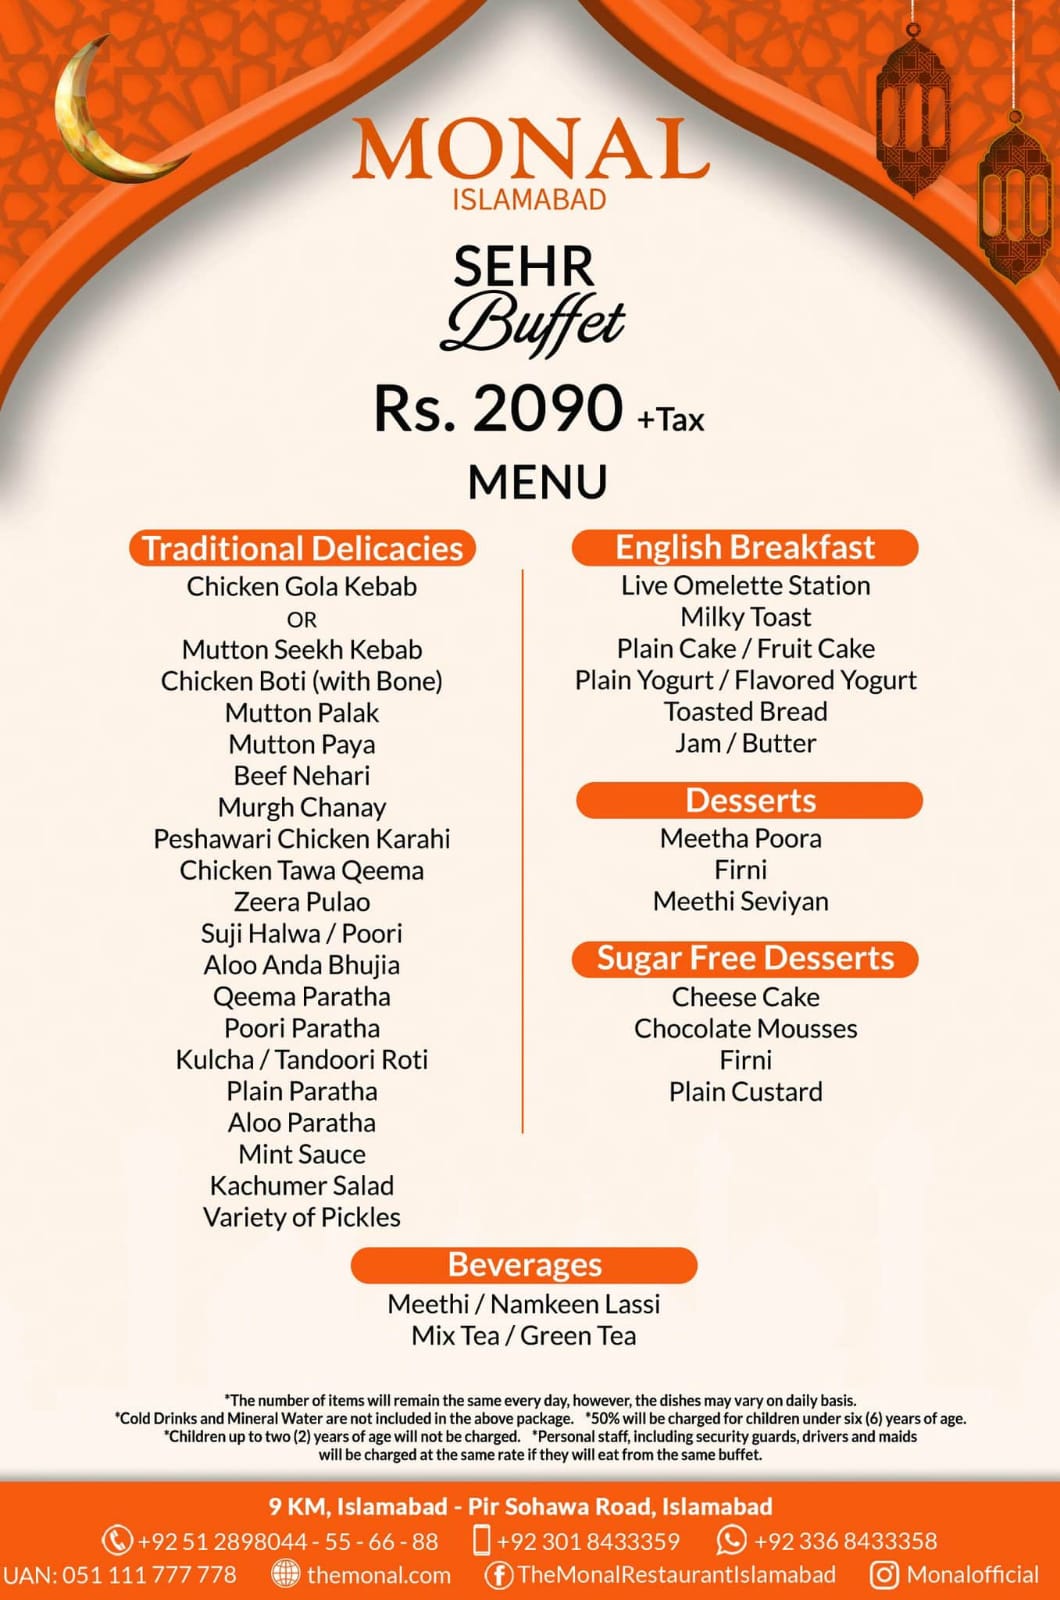 MONAL
ISLAMABAD
SEHR
Buffet
Rs. 2090 +Tax
MENU
Traditional Delicacies
Chicken Gola Kebab
OR
Mutton Seekh Kebab
Chicken Boti (with Bone)
Mutton Palak
Mutton Paya
Beef Nehari
Murgh Chanay
Peshawari Chicken Karahi
Chicken Tawa Qeema
Zeera Pulao
Suji Halwa / Poori
Aloo Anda Bhujia
Qeema Paratha
Poori Paratha
Kulcha / Tandoori Roti
Plain Paratha
Aloo Paratha
Mint Sauce
Kachumer Salad
Variety of Pickles
English Breakfast
Live Omelette Station
Milky Toast
Plain Cake / Fruit Cake
Plain Yogurt / Flavored Yogurt
Toasted Bread
Jam / Butter
Desserts
Meetha Poora
Firni
Meethi Seviyan
Sugar Free Desserts
Cheese Cake
Chocolate Mousses
Firni
Plain Custard
Beverages
Meethi / Namkeen Lassi
Mix Tea / Green Tea
*The number of items will remain the same every day, however, the dishes may vary on daily basis.
*Cold Drinks and Mineral Water are not included in the above package. *50% will be charged for children under six (6) years of age.
*Children up to two (2) years of age will not be charged. *Personal staff, including security guards, drivers and maids
will be charged at the same rate if they will eat from the same buffet.
9 KM, Islamabad - Pir Sohawa Road, Islamabad
+92 51 2898044 - 55 - 66 - 88 +92 301 8433359 +92 336 8433358
UAN: 051 111 777 778 themonal.com TheMonalRestaurantIslamabad Monalofficial